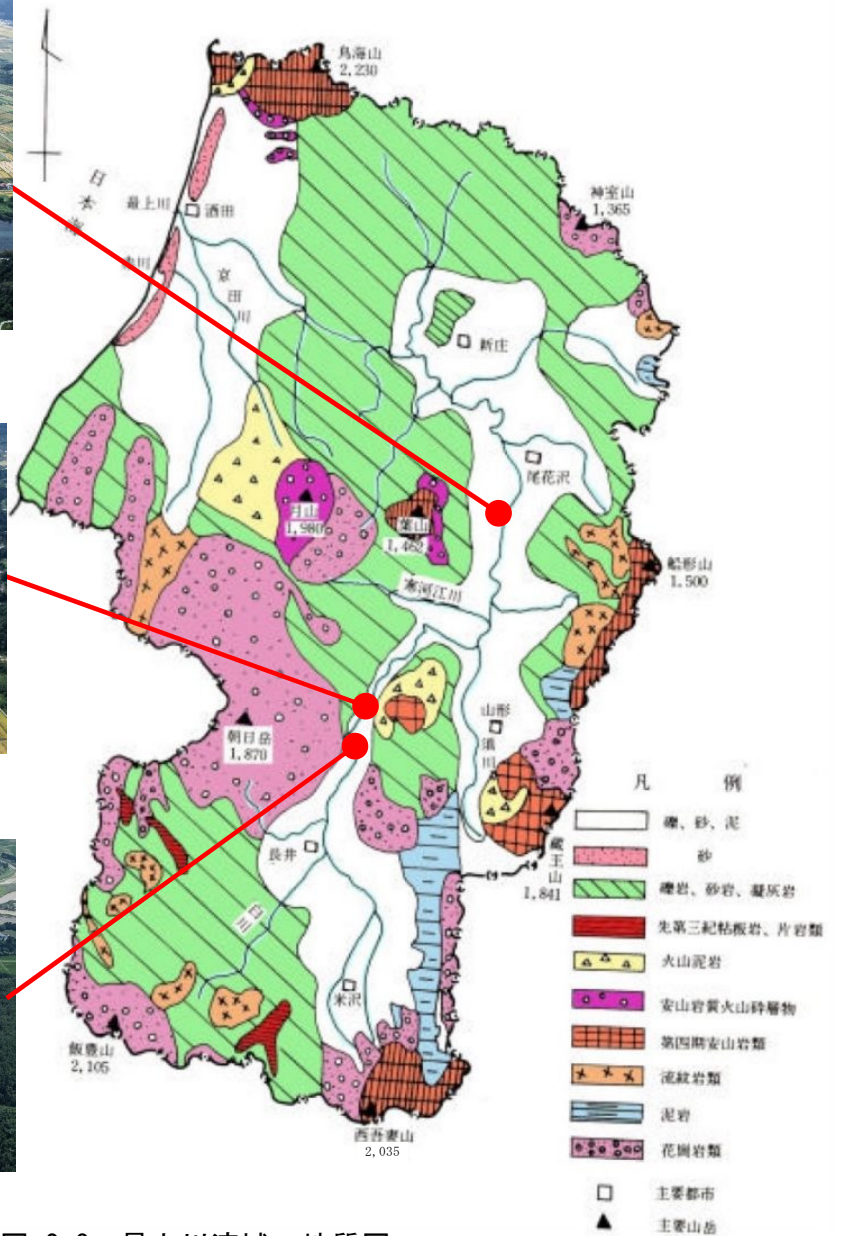 鳥海山
2,230
神室山
1,365
日本海
最上川
酒田
赤川
京田川
新庄
尾花沢
月山
1,980
葉山
1,462
船形山
1,500
寒河江川
山形
須川
朝日岳
1,870
長井
蔵王山
1,841
白川
米沢
飯豊山
2,105
西吾妻山
2,035
凡例
礫、砂、泥
砂
礫岩、砂岩、凝灰岩
先第三紀粘板岩、片岩類
火山泥岩
安山岩質火山砕層物
第四期安山岩類
流紋岩類
泥岩
花崗岩類
主要都市
主要山岳